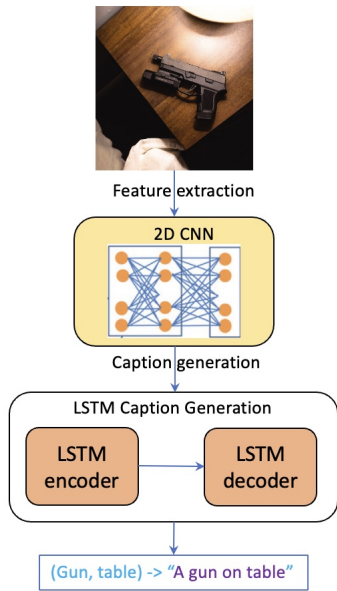 Feature extraction
2D CNN
Caption generation
LSTM Caption Generation
LSTM
encoder
LSTM
decoder
(Gun, table) -> “A gun on table”